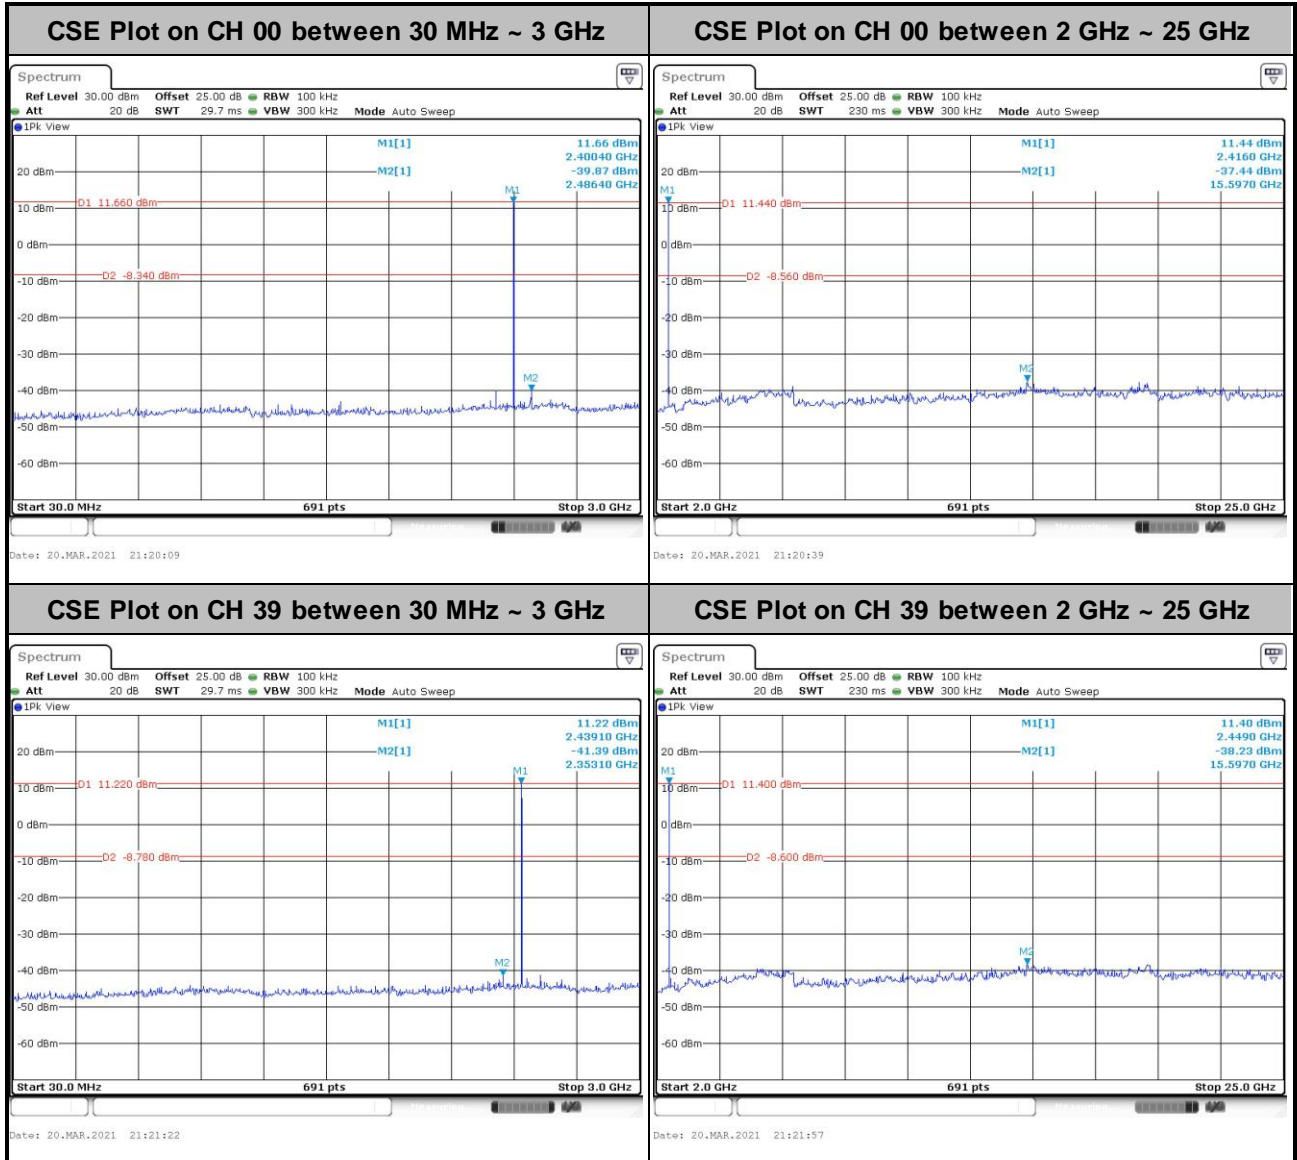 CSE Plot on CH 00 between 30 MHz ~ 3 GHz
CSE Plot on CH 00 between 2 GHz ~ 25 GHz
Spectrum
Ref Level 30.00 dBm Offset 25.00 dB RBW 100 kHz
Att 20 dB SWT 29.7 ms VBW 300 kHz Mode Auto Sweep
1Pk View
M1[1] 11.66 dBm
2.40040 GHz
20 dBm
M2[1] -39.87 dBm
2.48640 GHz
M1
10 dBm
D1 11.660 dBm
0 dBm
D2 -8.340 dBm
-10 dBm
-20 dBm
-30 dBm
M2
-40 dBm
-50 dBm
-60 dBm
Start 30.0 MHz 691 pts Stop 3.0 GHz
Date: 20.MAR.2021 21:20:09
Spectrum
Ref Level 30.00 dBm Offset 25.00 dB RBW 100 kHz
Att 20 dB SWT 230 ms VBW 300 kHz Mode Auto Sweep
1Pk View
M1[1] 11.44 dBm
2.4160 GHz
20 dBm
M2[1] -37.44 dBm
15.5970 GHz
M1
10 dBm
D1 11.440 dBm
0 dBm
D2 -8.560 dBm
-10 dBm
-20 dBm
-30 dBm
M2
-40 dBm
-50 dBm
-60 dBm
Start 2.0 GHz 691 pts Stop 25.0 GHz
Date: 20.MAR.2021 21:20:39
CSE Plot on CH 39 between 30 MHz ~ 3 GHz
CSE Plot on CH 39 between 2 GHz ~ 25 GHz
Spectrum
Ref Level 30.00 dBm Offset 25.00 dB RBW 100 kHz
Att 20 dB SWT 29.7 ms VBW 300 kHz Mode Auto Sweep
1Pk View
M1[1] 11.22 dBm
2.43910 GHz
20 dBm
M2[1] -41.39 dBm
2.35310 GHz
M1
10 dBm
D1 11.220 dBm
0 dBm
D2 -8.780 dBm
-10 dBm
-20 dBm
-30 dBm
M2
-40 dBm
-50 dBm
-60 dBm
Start 30.0 MHz 691 pts Stop 3.0 GHz
Date: 20.MAR.2021 21:21:22
Spectrum
Ref Level 30.00 dBm Offset 25.00 dB RBW 100 kHz
Att 20 dB SWT 230 ms VBW 300 kHz Mode Auto Sweep
1Pk View
M1[1] 11.40 dBm
2.4490 GHz
20 dBm
M2[1] -38.23 dBm
15.5970 GHz
M1
10 dBm
D1 11.400 dBm
0 dBm
D2 -8.600 dBm
-10 dBm
-20 dBm
-30 dBm
M2
-40 dBm
-50 dBm
-60 dBm
Start 2.0 GHz 691 pts Stop 25.0 GHz
Date: 20.MAR.2021 21:21:57